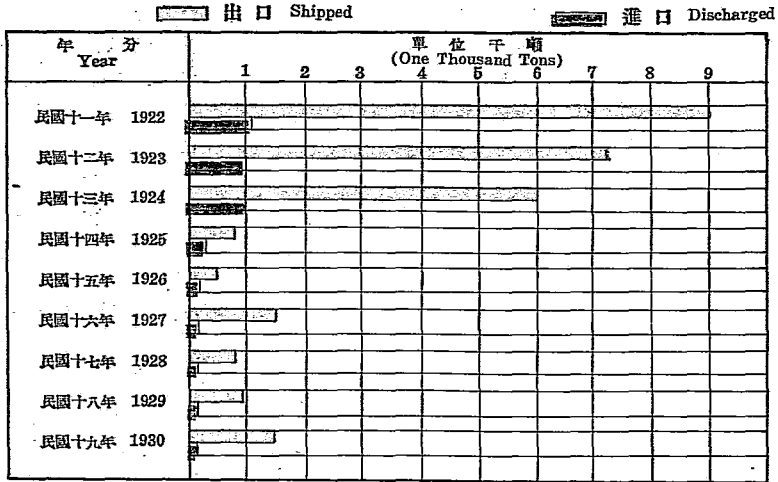 出口 Shipped 進口 Discharged
年 分 單位千噸
Year (One Thousand Tons)
1 2 3 4 5 6 7 8 9
民國十一年 1922
民國十二年 1923
民國十三年 1924
民國十四年 1925
民國十五年 1926
民國十六年 1927
民國十七年 1928
民國十八年 1929
民國十九年 1930